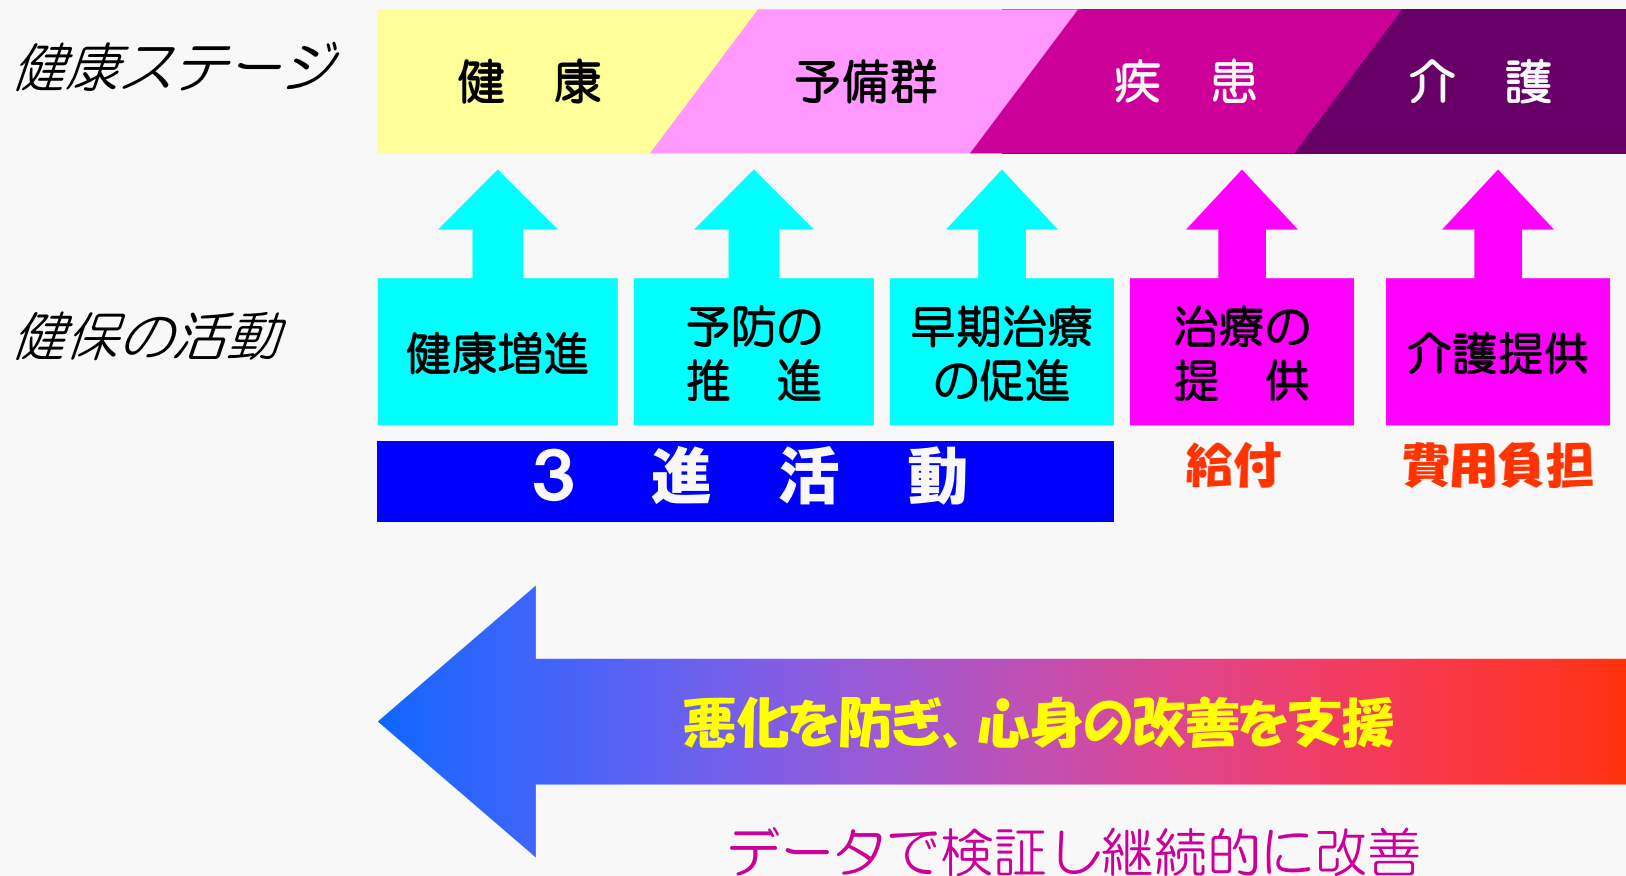 健康ステージ
健　康
予備群
疾　患
介　護
健保の活動
健康増進
予防の
推　進
早期治療
の促進
治療の
提　供
介護提供
３　進　活　動
給付
費用負担
悪化を防ぎ、心身の改善を支援
データで検証し継続的に改善